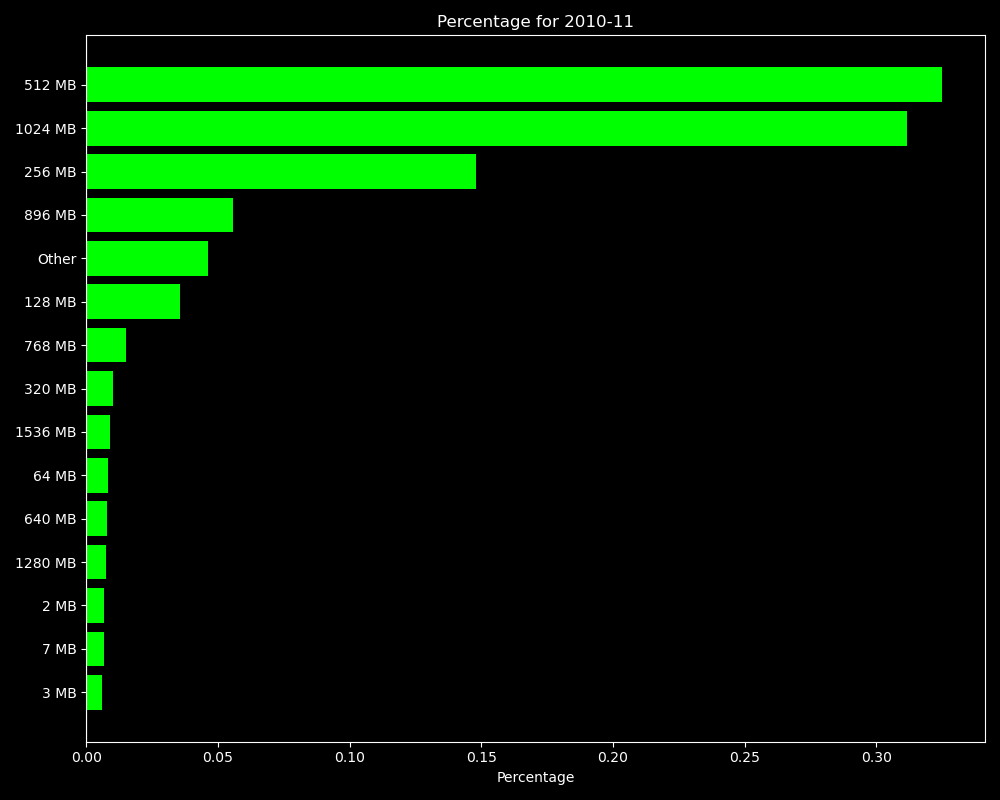 Percentage for 2010-11
512 MB
1024 MB
256 MB
896 MB
Other
128 MB
768 MB
320 MB
1536 MB
64 MB
640 MB
1280 MB
2 MB
7 MB
3 MB
0.00 0.05 0.10 0.15 0.20 0.25 0.30
Percentage